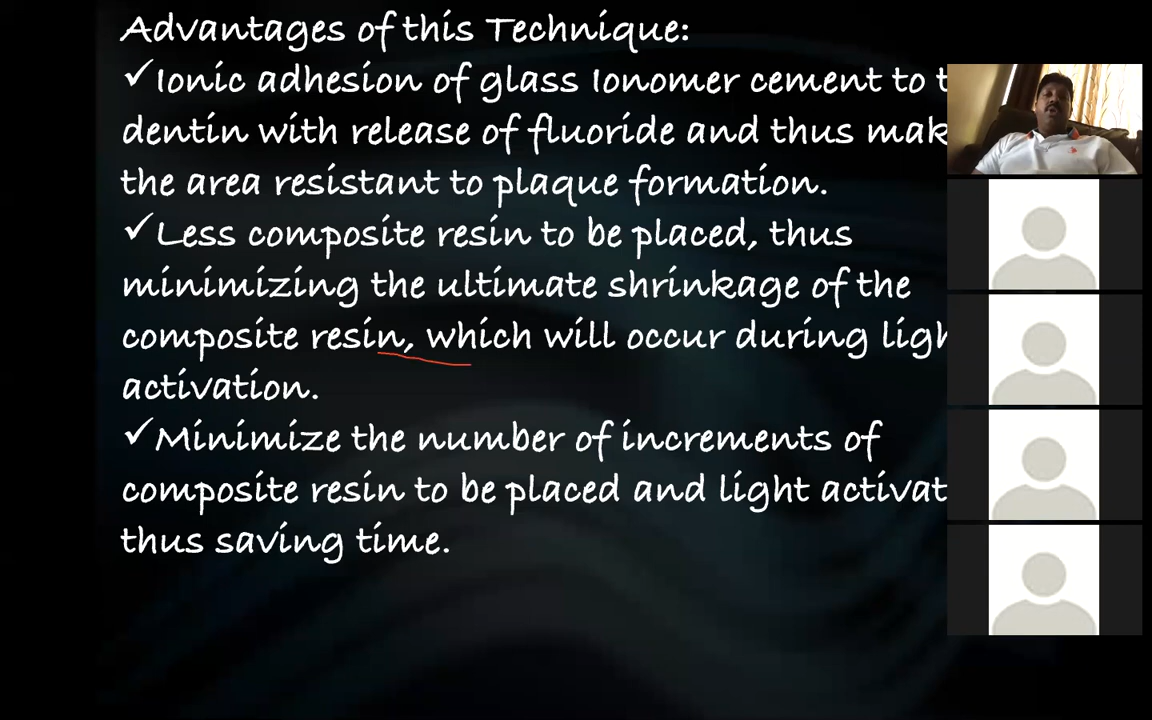 Advantages of this Technique:
✓Ionic adhesion of glass Ionomer cement to t
dentin with release of fluoride and thus mak
the area resistant to plaque formation.
✓Less composite resin to be placed, thus
minimizing the ultimate shrinkage of the
composite resin, which will occur during ligh
activation.
✓Minimize the number of increments of
composite resin to be placed and light activat
thus saving time.